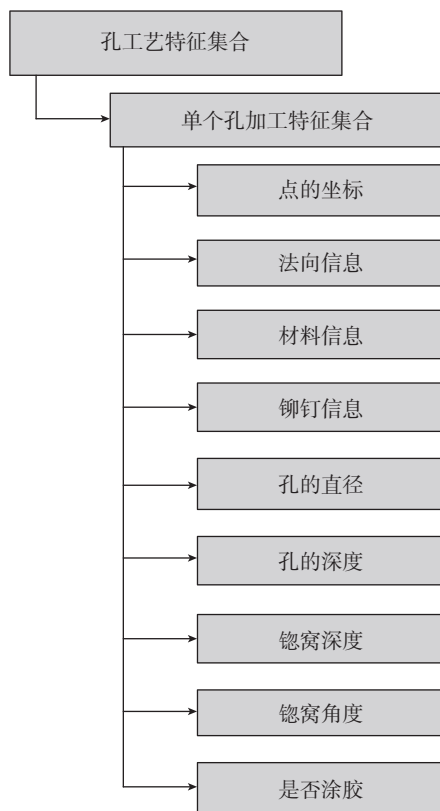 孔工艺特征集合
单个孔加工特征集合
点的坐标
法向信息
材料信息
铆钉信息
孔的直径
孔的深度
锪窝深度
锪窝角度
是否涂胶